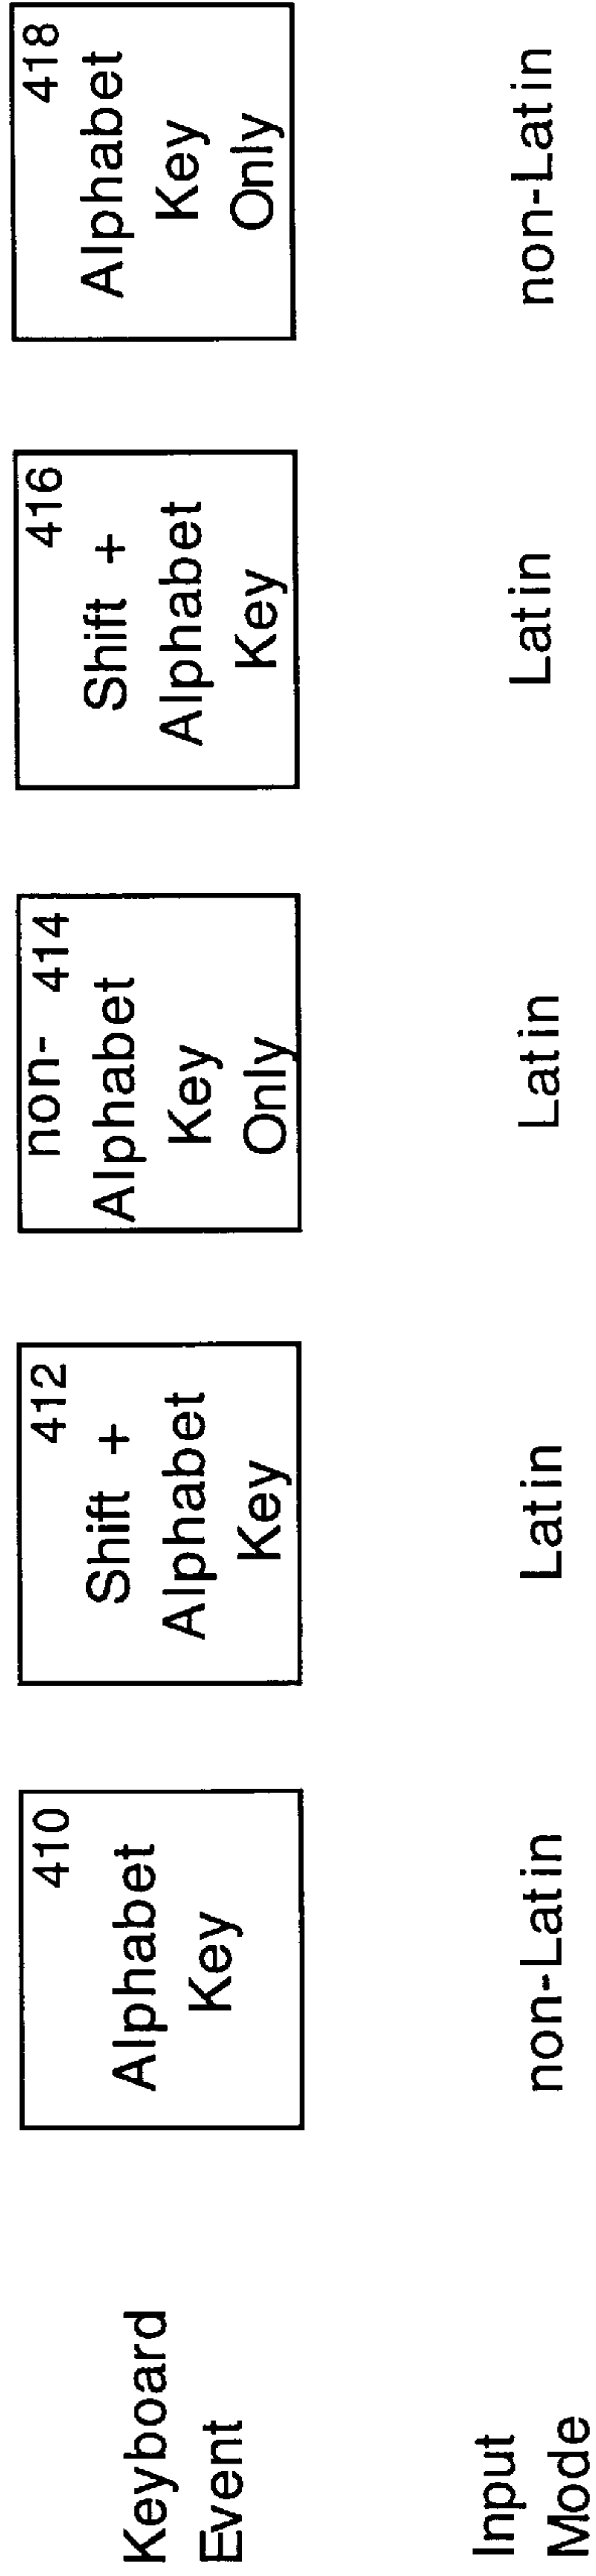 Keyboard
Event
410
Alphabet
Key
412
Shift +
Alphabet
Key
non- 414
Alphabet
Key
Only
416
Shift +
Alphabet
Key
418
Alphabet
Key
Only
Input
Mode
non-Latin
Latin
Latin
Latin
non-Latin